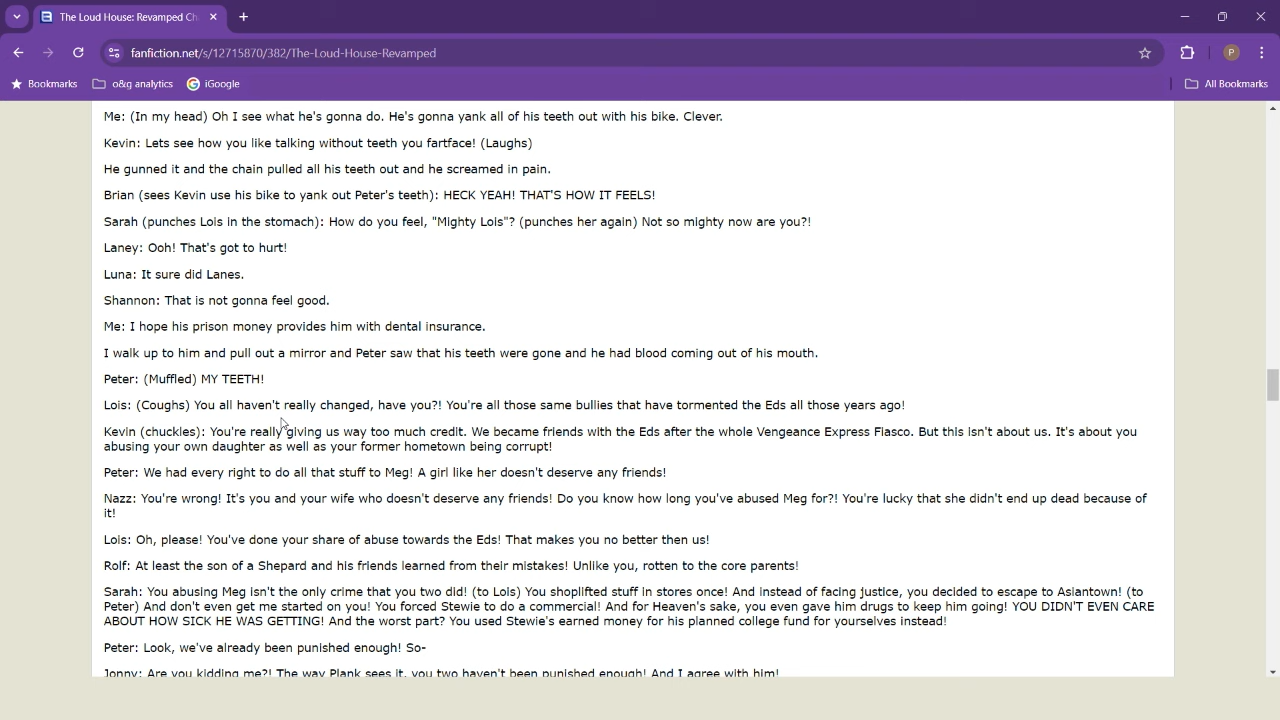 The Loud House: Revamped Ch
fanfiction.net/s/12715870/382/The-Loud-House-Revamped
P
Bookmarks
o&g analytics
iGoogle
All Bookmarks
Me: (In my head) Oh I see what he's gonna do. He's gonna yank all of his teeth out with his bike. Clever.
Kevin: Lets see how you like talking without teeth you fartface! (Laughs)
He gunned it and the chain pulled all his teeth out and he screamed in pain.
Brian (sees Kevin use his bike to yank out Peter's teeth): HECK YEAH! THAT'S HOW IT FEELS!
Sarah (punches Lois in the stomach): How do you feel, "Mighty Lois"? (punches her again) Not so mighty now are you?!
Laney: Ooh! That's got to hurt!
Luna: It sure did Lanes.
Shannon: That is not gonna feel good.
Me: I hope his prison money provides him with dental insurance.
I walk up to him and pull out a mirror and Peter saw that his teeth were gone and he had blood coming out of his mouth.
Peter: (Muffled) MY TEETH!
Lois: (Coughs) You all haven't really changed, have you?! You're all those same bullies that have tormented the Eds all those years ago!
Kevin (chuckles): You're really giving us way too much credit. We became friends with the Eds after the whole Vengeance Express Fiasco. But this isn't about us. It's about you
abusing your own daughter as well as your former hometown being corrupt!
Peter: We had every right to do all that stuff to Meg! A girl like her doesn't deserve any friends!
Nazz: You're wrong! It's you and your wife who doesn't deserve any friends! Do you know how long you've abused Meg for?! You're lucky that she didn't end up dead because of
it!
Lois: Oh, please! You've done your share of abuse towards the Eds! That makes you no better then us!
Rolf: At least the son of a Shepard and his friends learned from their mistakes! Unlike you, rotten to the core parents!
Sarah: You abusing Meg isn't the only crime that you two did! (to Lois) You shoplifted stuff in stores once! And instead of facing justice, you decided to escape to Asiantown! (to
Peter) And don't even get me started on you! You forced Stewie to do a commercial! And for Heaven's sake, you even gave him drugs to keep him going! YOU DIDN'T EVEN CARE
ABOUT HOW SICK HE WAS GETTING! And the worst part? You used Stewie's earned money for his planned college fund for yourselves instead!
Peter: Look, we've already been punished enough! So-
Jonny: Are you kidding me?! The way Plank sees it, you two haven't been punished enough! And I agree with him!